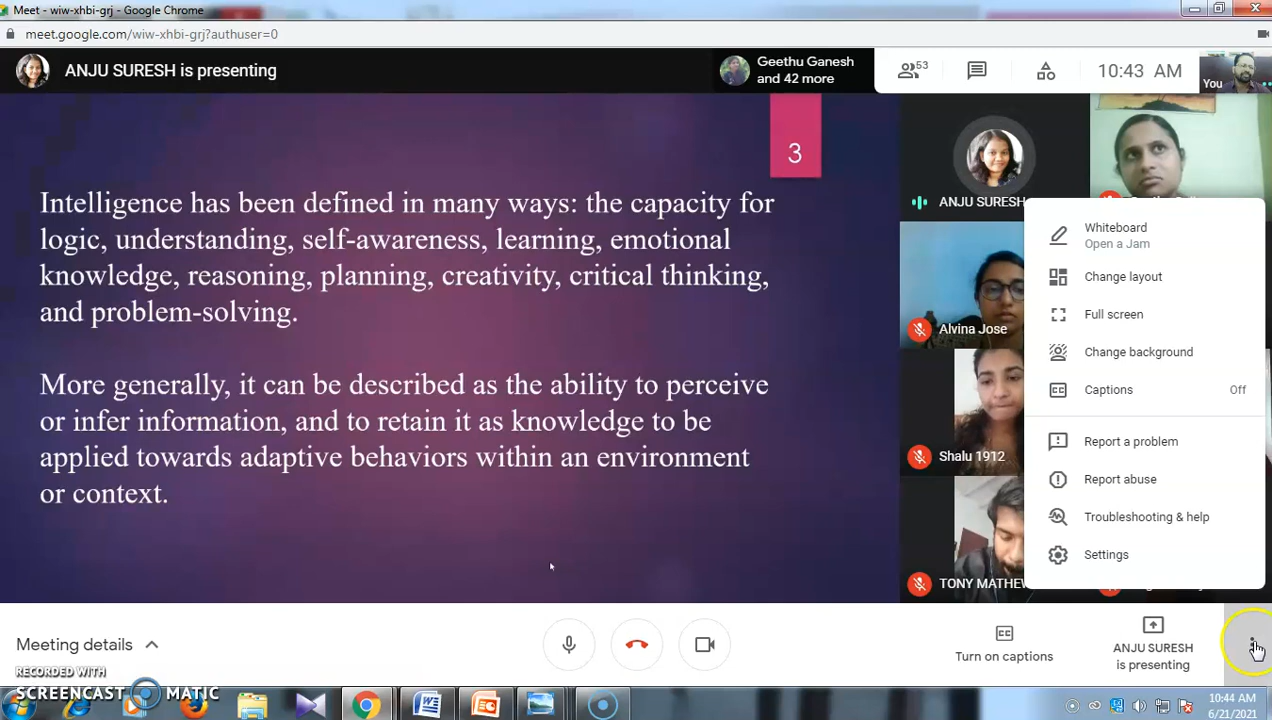 Meet - wiw-xhbi-grj - Google Chrome
meet.google.com/wiw-xhbi-grj?authuser=0
ANJU SURESH is presenting
Geethu Ganesh
and 42 more
53
10:43 AM
You
3
Intelligence has been defined in many ways: the capacity for
logic, understanding, self-awareness, learning, emotional
knowledge, reasoning, planning, creativity, critical thinking,
and problem-solving.
More generally, it can be described as the ability to perceive
or infer information, and to retain it as knowledge to be
applied towards adaptive behaviors within an environment
or context.
ANJU SURESH
Alvina Jose
Shalu 1912
TONY MATHEW
Whiteboard
Open a Jam
Change layout
Full screen
Change background
Captions Off
Report a problem
Report abuse
Troubleshooting & help
Settings
Meeting details
Turn on captions
ANJU SURESH
is presenting
RECORDED WITH
SCREENCAST MATIC
10:44 AM
6/21/2021